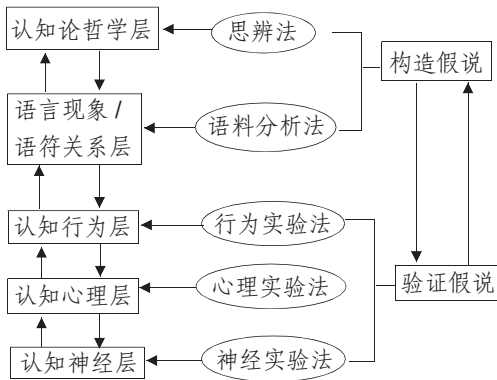 认知论哲学层
思辨法
构造假说
语言现象/
语符关系层
语料分析法
认知行为层
行为实验法
认知心理层
心理实验法
验证假说
认知神经层
神经实验法